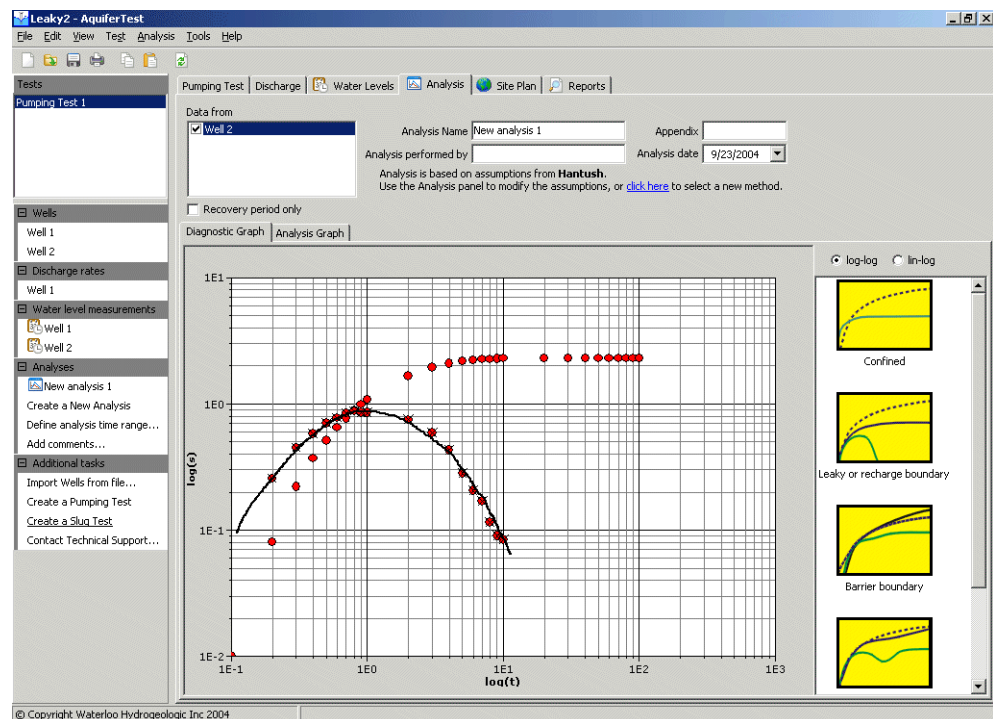 Leaky2 - AquiferTest
File Edit View Test Analysis Tools Help
Tests
Pumping Test 1
Wells
Well 1
Well 2
Discharge rates
Well 1
Water level measurements
Well 1
Well 2
Analyses
New analysis 1
Create a New Analysis
Define analysis time range...
Add comments...
Additional tasks
Import Wells from file...
Create a Pumping Test
Create a Slug Test
Contact Technical Support...
Pumping Test Discharge Water Levels Analysis Site Plan Reports
Data from
Well 2
Analysis Name New analysis 1 Appendix
Analysis performed by Analysis date 9/23/2004
Analysis is based on assumptions from Hantush.
Use the Analysis panel to modify the assumptions, or click here to select a new method.
Recovery period only
Diagnostic Graph Analysis Graph
log-log lin-log
1E1
1E0
1E-1
1E-2
log(s)
1E-1 1E0 1E1 1E2 1E3
log(t)
Confined
Leaky or recharge boundary
Barrier boundary
© Copyright Waterloo Hydrogeologic Inc 2004